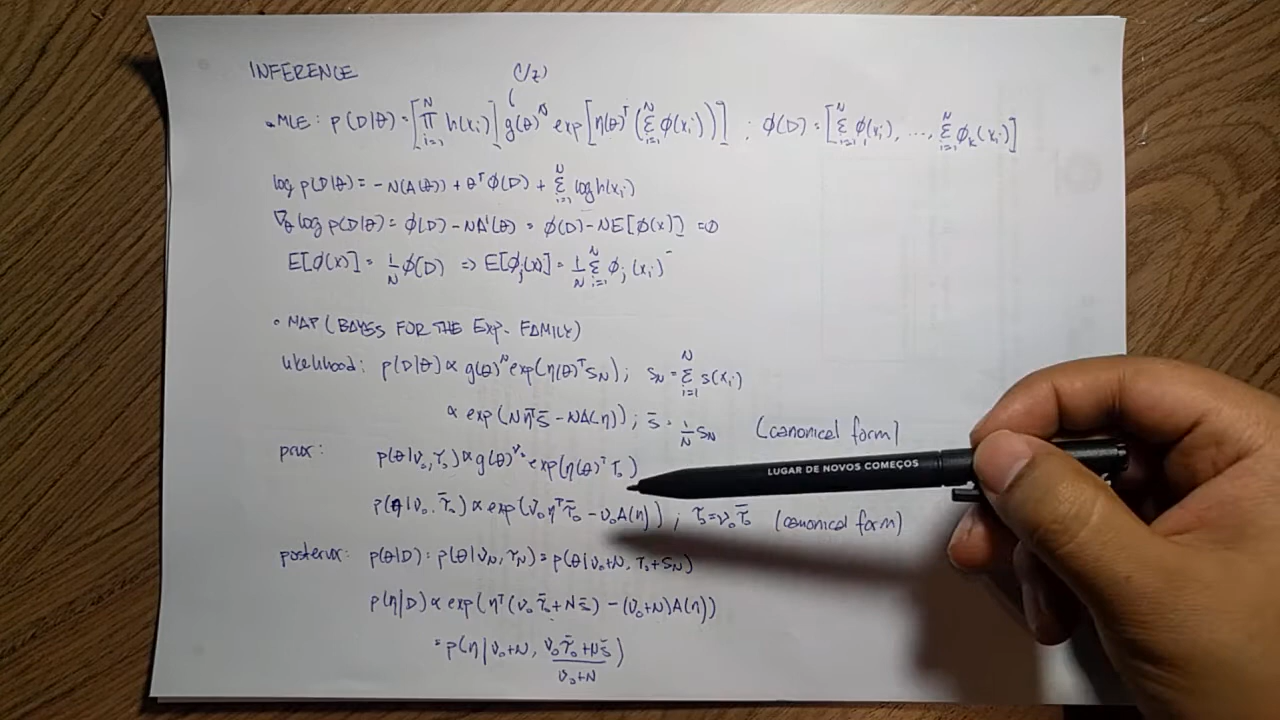 INFERENCE
(1/z)
• MLE: p(D|θ) = [∏_{i=1}^{N} h(x_i)] g(θ)^N exp[η(θ)^T (Σ_{i=1}^{N} φ(x_i))] ; φ(D) = [Σ_{i=1}^{N} φ_1(x_i), ..., Σ_{i=1}^{N} φ_k(x_i)]
log p(D|θ) = -N(A(θ)) + θ^T φ(D) + Σ_{i=1}^{N} log h(x_i)
∇_θ log p(D|θ) = φ(D) - NA'(θ) = φ(D) - NE[φ(x)] = 0
E[φ(x)] = 1/N φ(D) => E[φ_j(x)] = 1/N Σ_{i=1}^{N} φ_j(x_i)
• MAP (BAYES FOR THE EXP. FAMILY)
likelihood: p(D|θ) ∝ g(θ)^N exp(η(θ)^T S_N) ; S_N = Σ_{i=1}^{N} s(x_i)
∝ exp(N η^T s̄ - NA(η)) ; s̄ = 1/N S_N (canonical form)
prior: p(θ|ν_0, τ_0) ∝ g(θ)^{ν_0} exp(η(θ)^T τ_0)
p(η|ν_0, τ̄_0) ∝ exp(ν_0 η^T τ̄_0 - ν_0 A(η)) ; τ_0 = ν_0 τ̄_0 (canonical form)
posterior: p(θ|D) : p(θ|ν_N, τ_N) = p(θ|ν_0+N, τ_0+S_N)
p(η|D) ∝ exp(η^T(ν_0 τ̄_0 + N s̄) - (ν_0+N)A(η))
= p(η|ν_0+N, (ν_0 τ̄_0 + N s̄)/(ν_0+N))
LUGAR DE NOVOS COMEÇOS